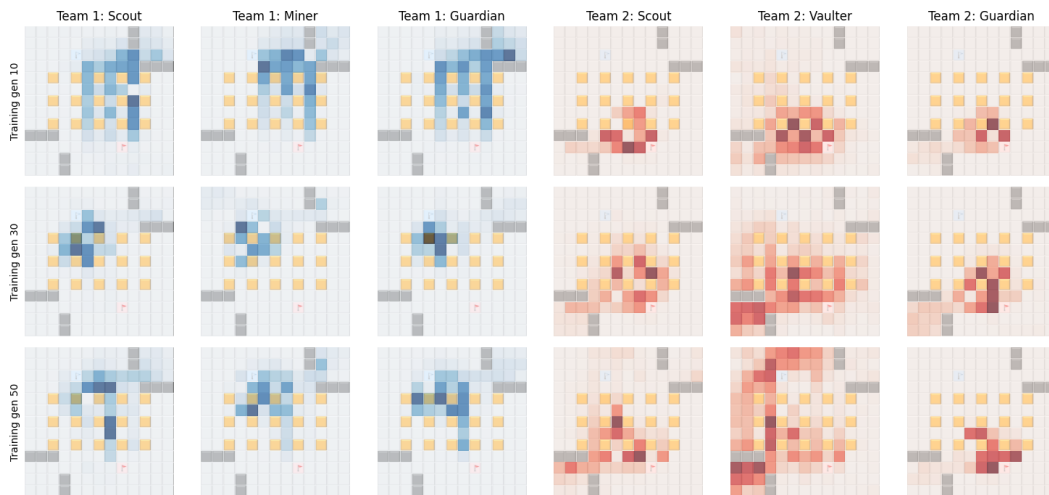 Team 1: Scout
Team 1: Miner
Team 1: Guardian
Team 2: Scout
Team 2: Vaulter
Team 2: Guardian
Training gen 10
Training gen 30
Training gen 50